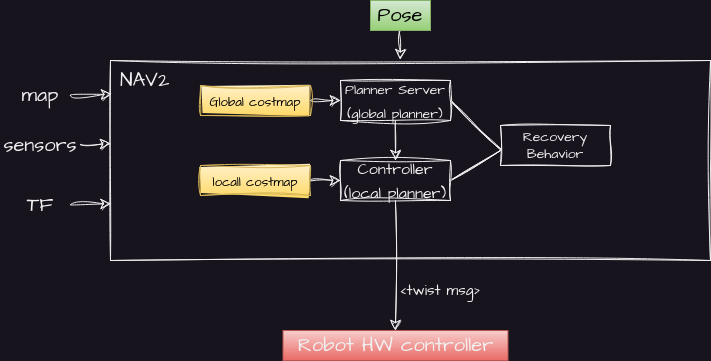 Pose
NAV2
map
sensors
TF
Global costmap
Planner Server
(global planner)
Recovery
Behavior
locall costmap
Controller
(local planner)
<twist msg>
Robot HW controller